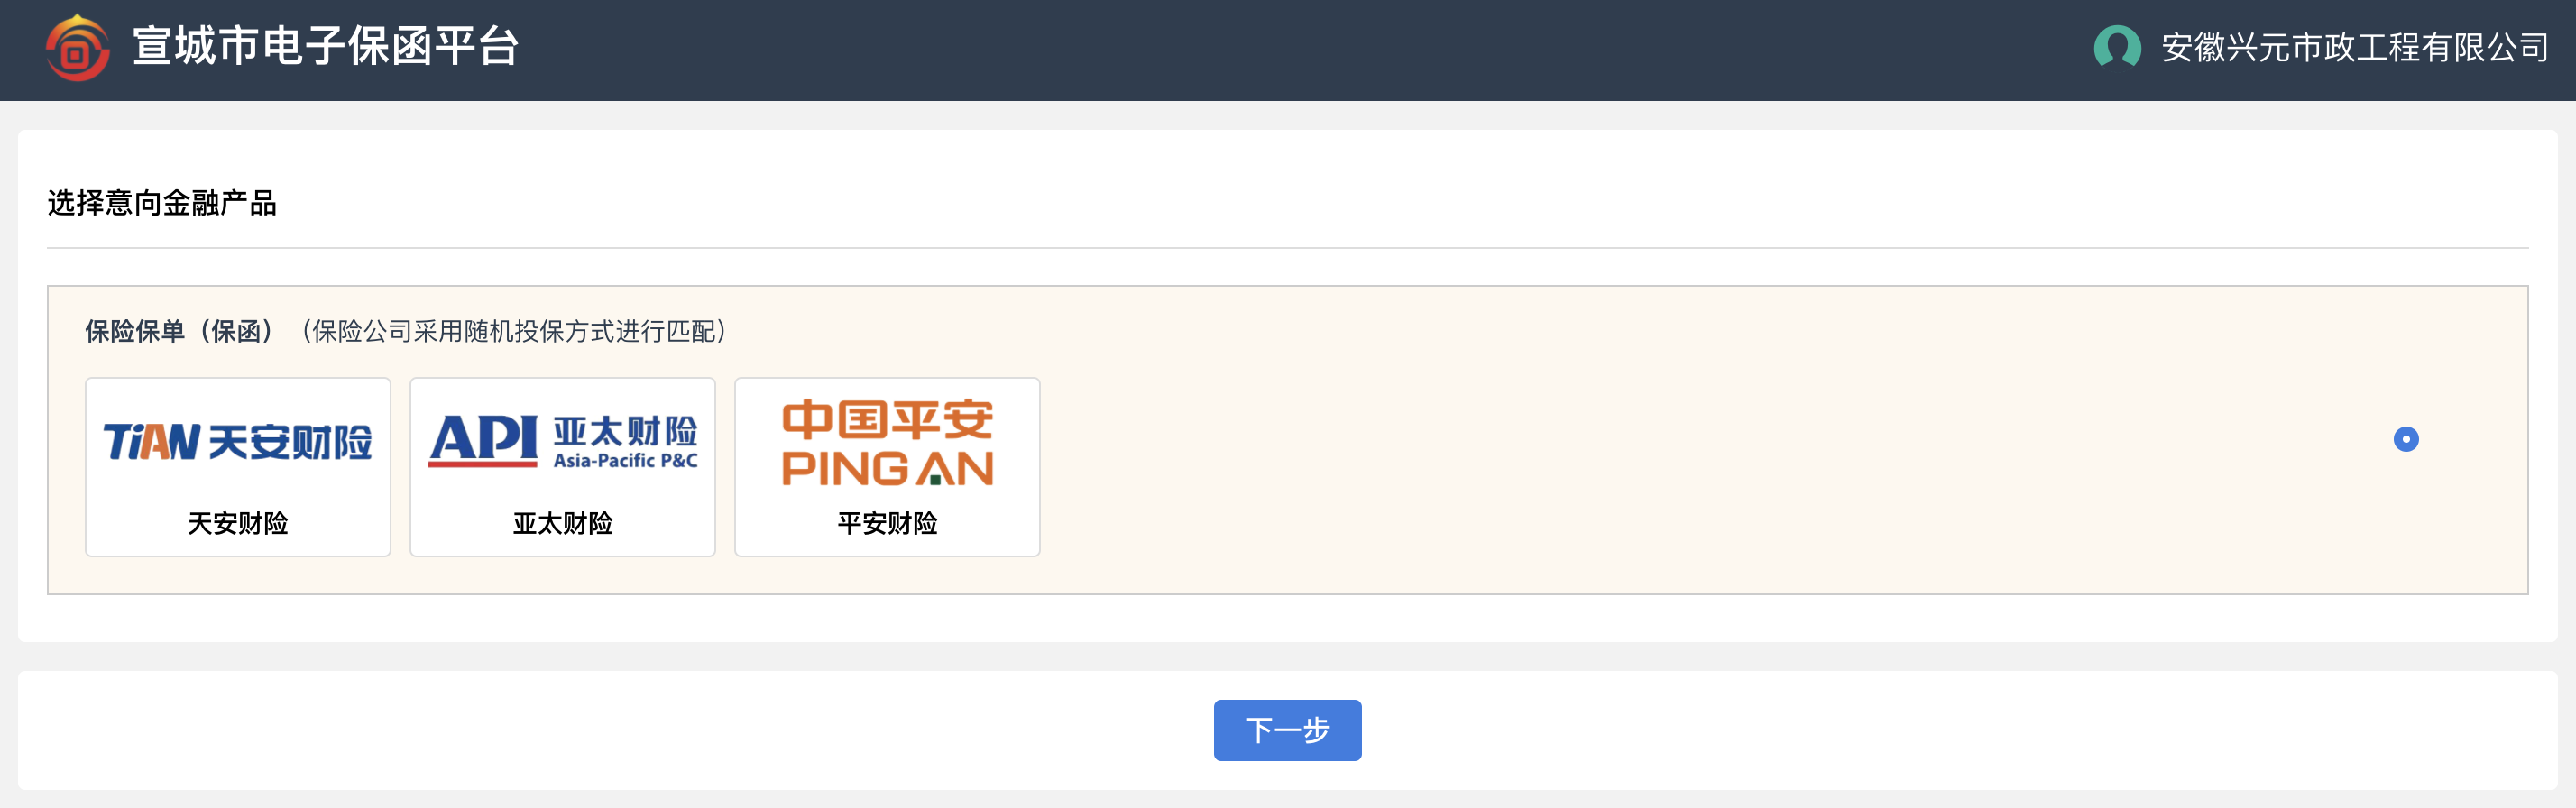 宣城市电子保函平台
安徽兴元市政工程有限公司
选择意向金融产品
保险保单（保函）（保险公司采用随机投保方式进行匹配）
TiAN 天安财险
天安财险
API 亚太财险
Asia-Pacific P&C
亚太财险
中国平安
PING AN
平安财险
下一步